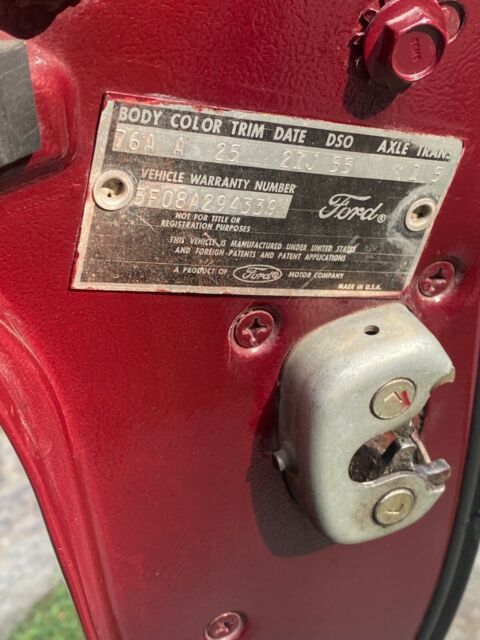 BODY COLOR TRIM DATE DSO AXLE TRANS
76A A 25 21J 55 1 5
VEHICLE WARRANTY NUMBER
5F08A294339
Ford®
NOT FOR TITLE OR
REGISTRATION PURPOSES
THIS VEHICLE IS MANUFACTURED UNDER UNITED STATES
AND FOREIGN PATENTS AND PATENT APPLICATIONS
A PRODUCT OF Ford® MOTOR COMPANY
MADE IN U.S.A.